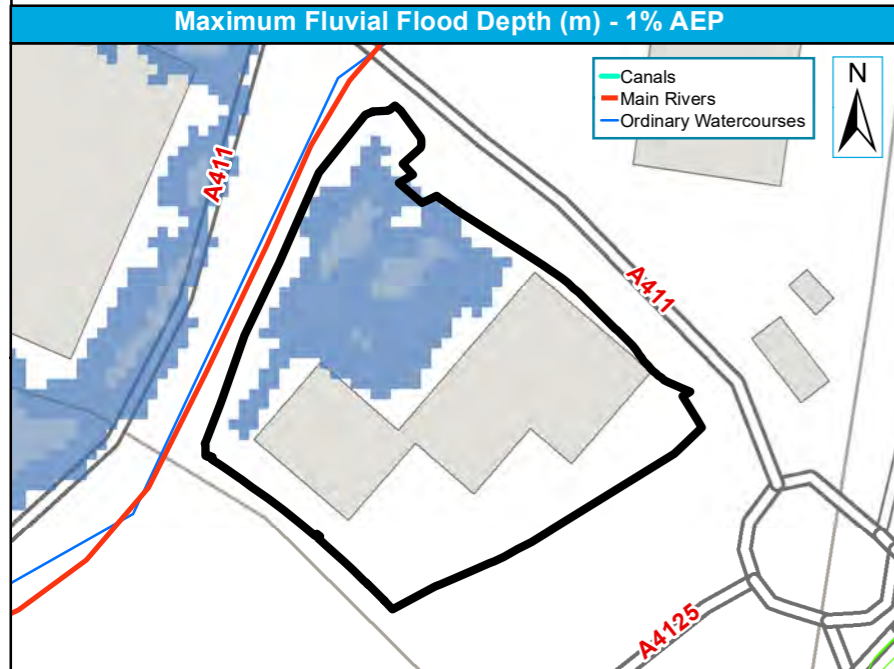 Maximum Fluvial Flood Depth (m) - 1% AEP
Canals
Main Rivers
Ordinary Watercourses
N
A411
A411
A4125